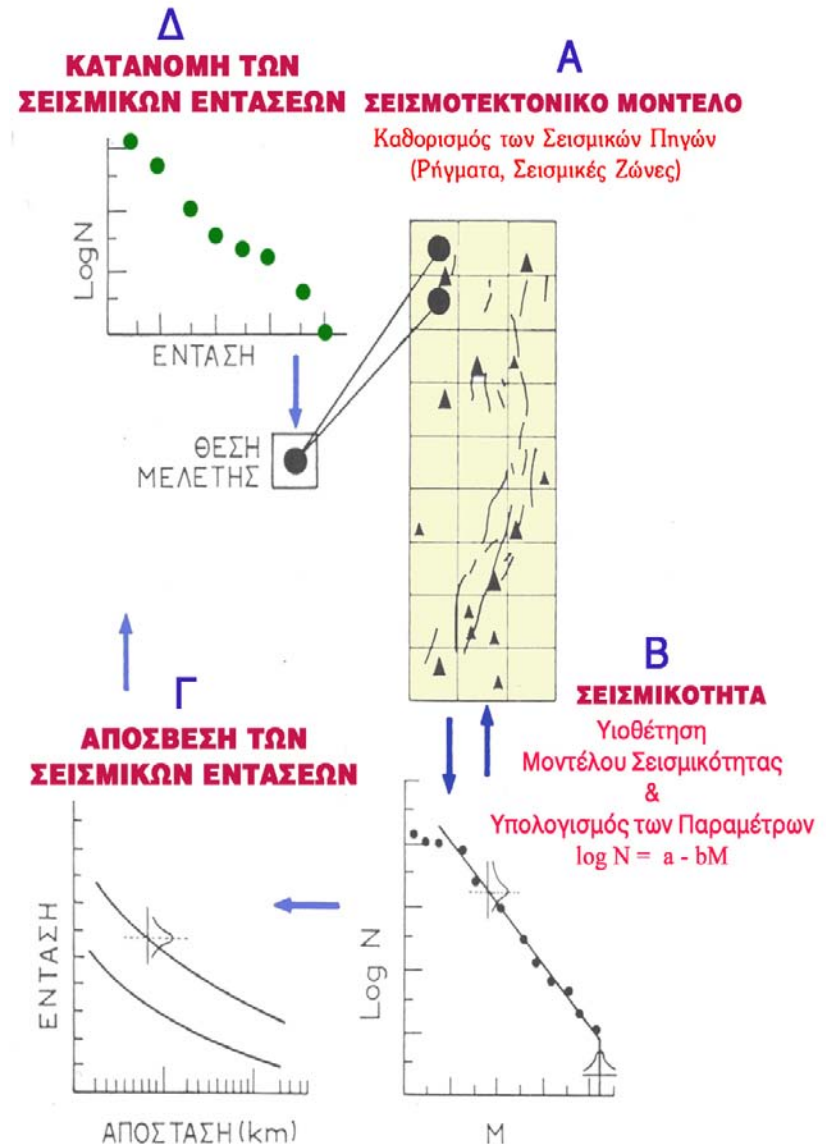 Δ
ΚΑΤΑΝΟΜΗ ΤΩΝ
ΣΕΙΣΜΙΚΩΝ ΕΝΤΑΣΕΩΝ
Α
ΣΕΙΣΜΟΤΕΚΤΟΝΙΚΟ ΜΟΝΤΕΛΟ
Καθορισμός των Σεισμικών Πηγών
(Ρήγματα, Σεισμικές Ζώνες)
Log N
ΕΝΤΑΣΗ
ΘΕΣΗ
ΜΕΛΕΤΗΣ
Β
ΣΕΙΣΜΙΚΟΤΗΤΑ
Υιοθέτηση
Μοντέλου Σεισμικότητας
&
Υπολογισμός των Παραμέτρων
log N = a - bM
Γ
ΑΠΟΣΒΕΣΗ ΤΩΝ
ΣΕΙΣΜΙΚΩΝ ΕΝΤΑΣΕΩΝ
ΕΝΤΑΣΗ
ΑΠΟΣΤΑΣΗ (km)
Log N
M